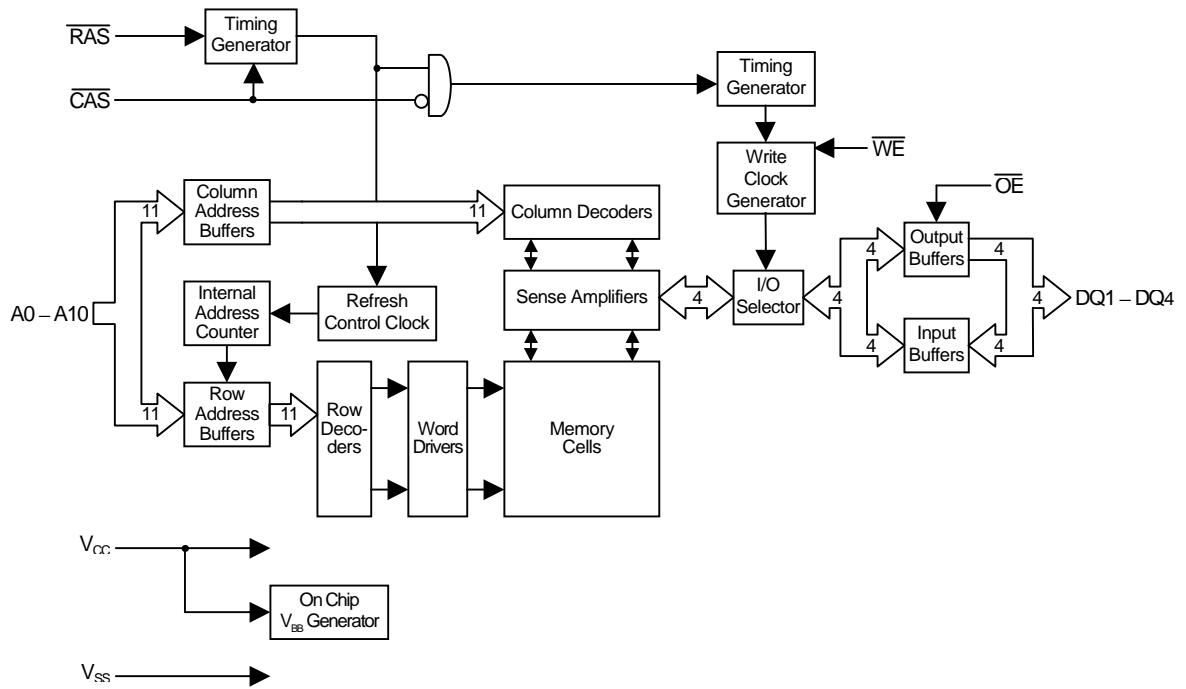 RAS
Timing
Generator
CAS
Timing
Generator
Write
Clock
Generator
WE
OE
Column
Address
Buffers
11
11
Column Decoders
4
Output
Buffers
4
Internal
Address
Counter
Refresh
Control Clock
Sense Amplifiers
4
I/O
Selector
4
4
DQ1 – DQ4
A0 – A10
4
Input
Buffers
4
11
Row
Address
Buffers
11
Row
Deco-
ders
Word
Drivers
Memory
Cells
VCC
On Chip
VBB Generator
VSS